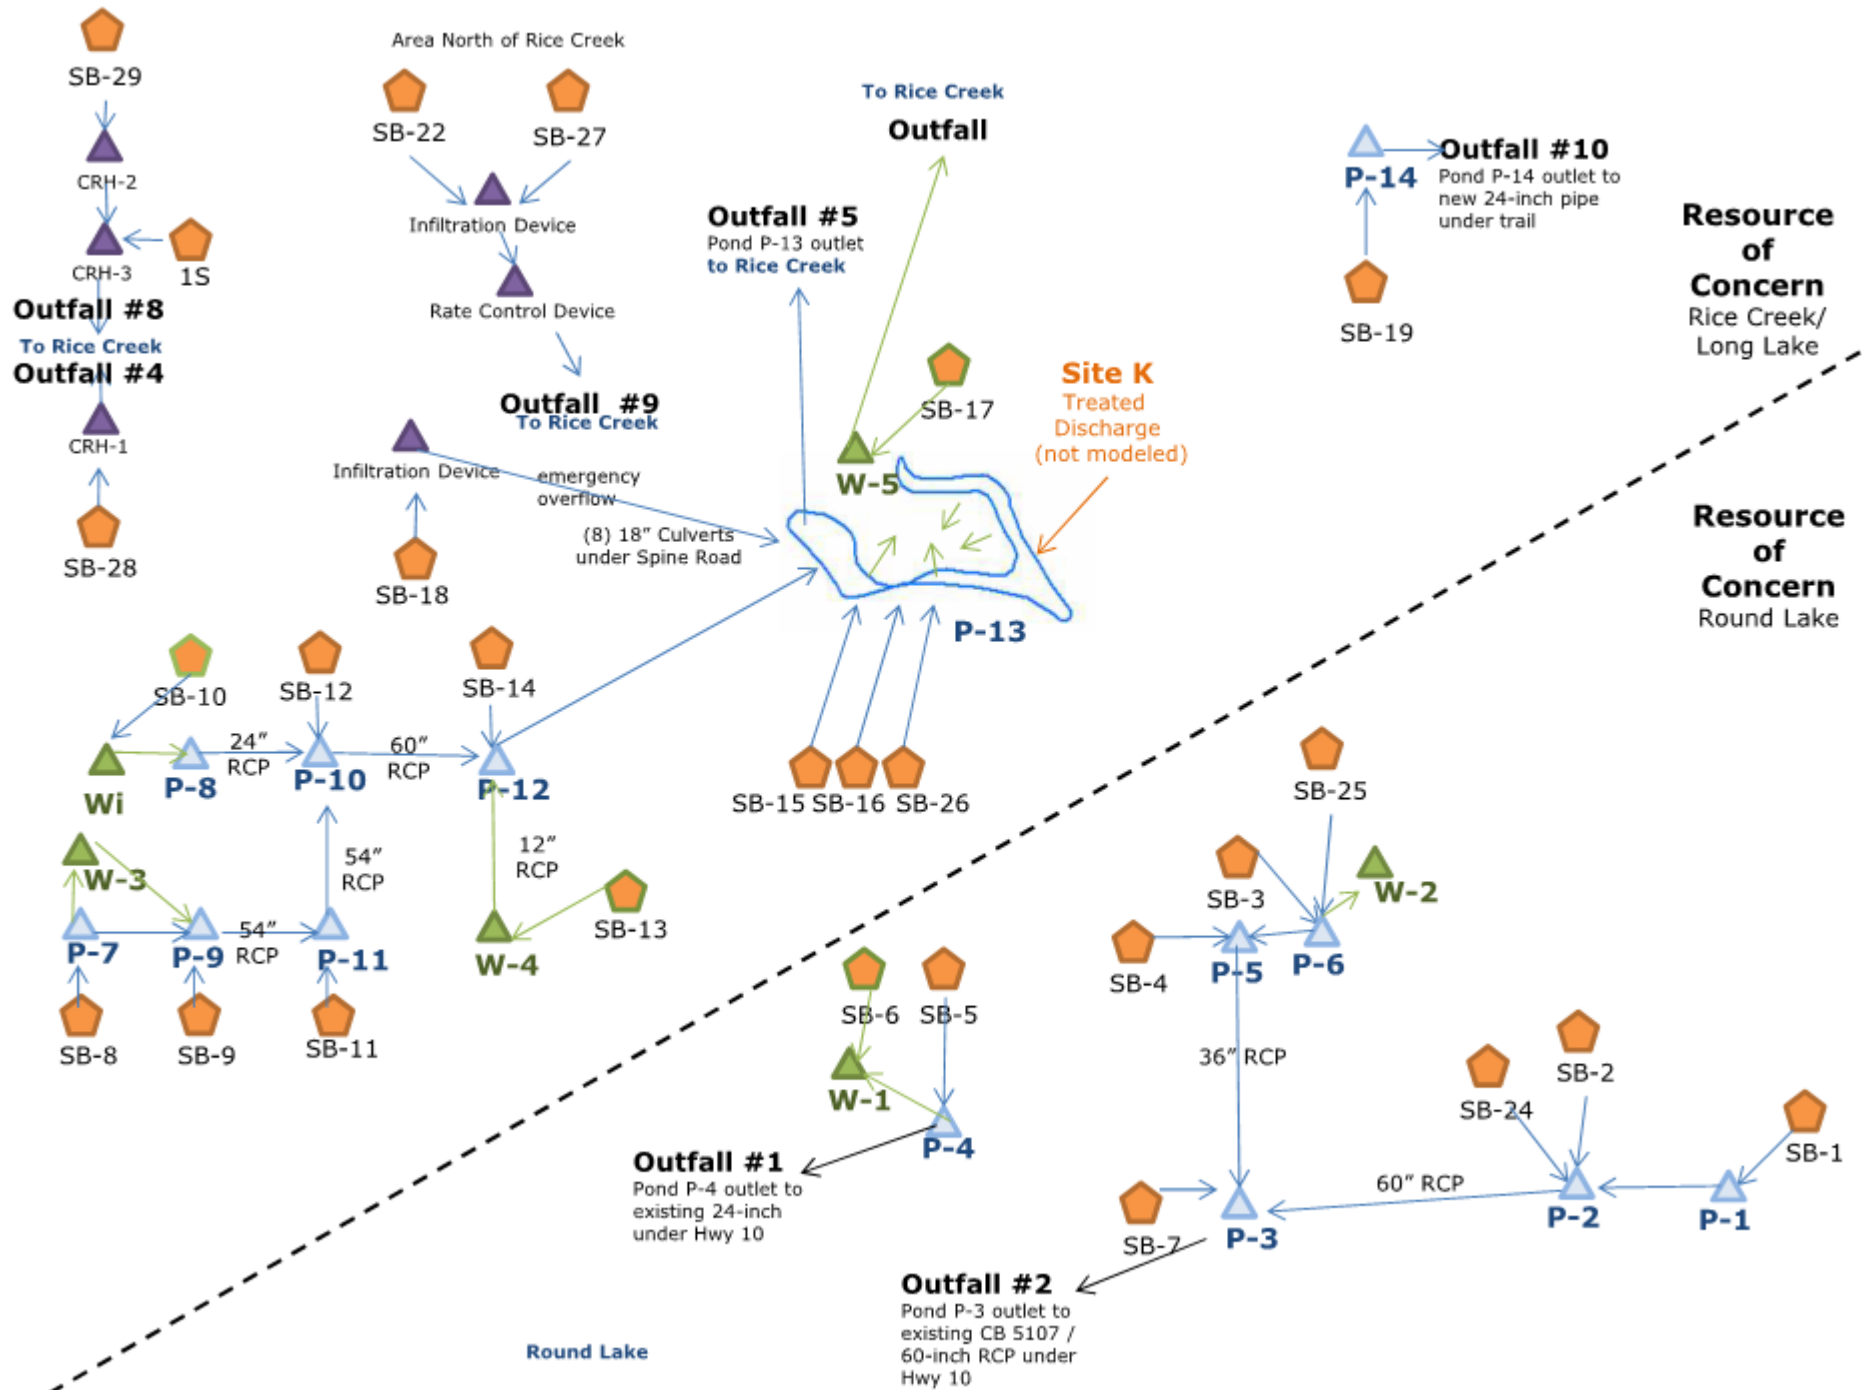 SB-29
CRH-2
CRH-3
1S
Outfall #8
To Rice Creek
Outfall #4
CRH-1
SB-28
Area North of Rice Creek
SB-22
SB-27
Infiltration Device
Rate Control Device
Outfall #9
To Rice Creek
Infiltration Device
emergency
overflow
SB-18
(8) 18” Culverts
under Spine Road
To Rice Creek
Outfall
Outfall #5
Pond P-13 outlet
to Rice Creek
SB-17
W-5
Site K
Treated
Discharge
(not modeled)
P-13
SB-15
SB-16
SB-26
P-14
Outfall #10
Pond P-14 outlet to
new 24-inch pipe
under trail
SB-19
Resource
of
Concern
Rice Creek/
Long Lake
Resource
of
Concern
Round Lake
SB-10
SB-12
SB-14
Wi
P-8
24”
RCP
P-10
60”
RCP
P-12
W-3
54”
RCP
12”
RCP
P-7
P-9
54”
RCP
P-11
W-4
SB-13
SB-8
SB-9
SB-11
SB-25
SB-3
W-2
SB-4
P-5
P-6
SB-6
SB-5
W-1
P-4
Outfall #1
Pond P-4 outlet to
existing 24-inch
under Hwy 10
36” RCP
SB-2
SB-24
SB-1
60” RCP
P-2
P-1
SB-7
P-3
Outfall #2
Pond P-3 outlet to
existing CB 5107 /
60-inch RCP under
Hwy 10
Round Lake